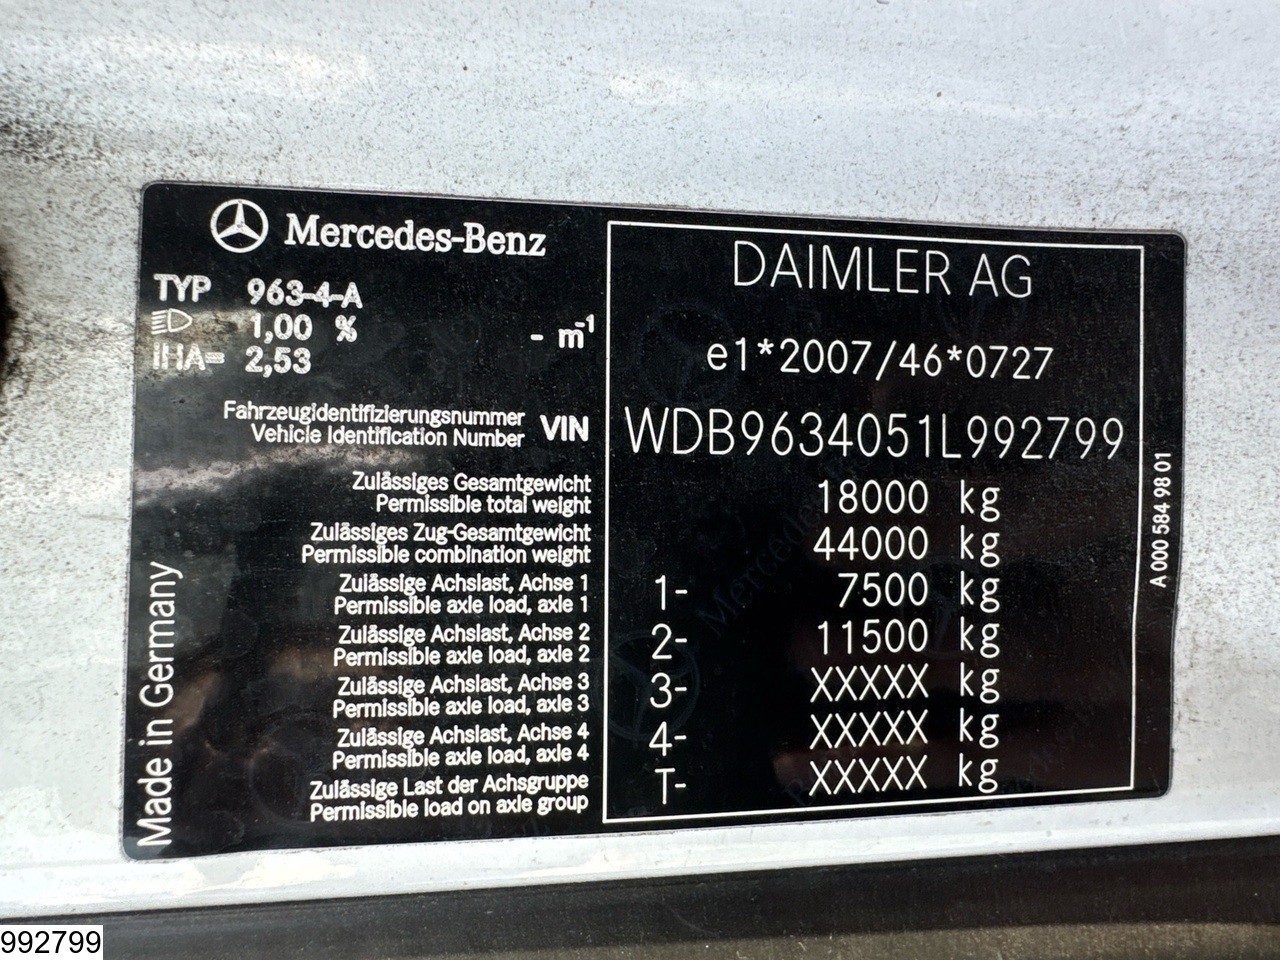 Mercedes-Benz
TYP 963-4-A
1,00 % - m⁻¹
IHA= 2,53
DAIMLER AG
e1*2007/46*0727
Fahrzeugidentifizierungsnummer
Vehicle Identification Number
VIN WDB9634051L992799
Zulässiges Gesamtgewicht
Permissible total weight
18000 kg
Zulässiges Zug-Gesamtgewicht
Permissible combination weight
44000 kg
Zulässige Achslast, Achse 1
Permissible axle load, axle 1
1- 7500 kg
Zulässige Achslast, Achse 2
Permissible axle load, axle 2
2- 11500 kg
Zulässige Achslast, Achse 3
Permissible axle load, axle 3
3- XXXXX kg
Zulässige Achslast, Achse 4
Permissible axle load, axle 4
4- XXXXX kg
Zulässige Last der Achsgruppe
Permissible load on axle group
T- XXXXX kg
Made in Germany
A 000 584 98 01
992799